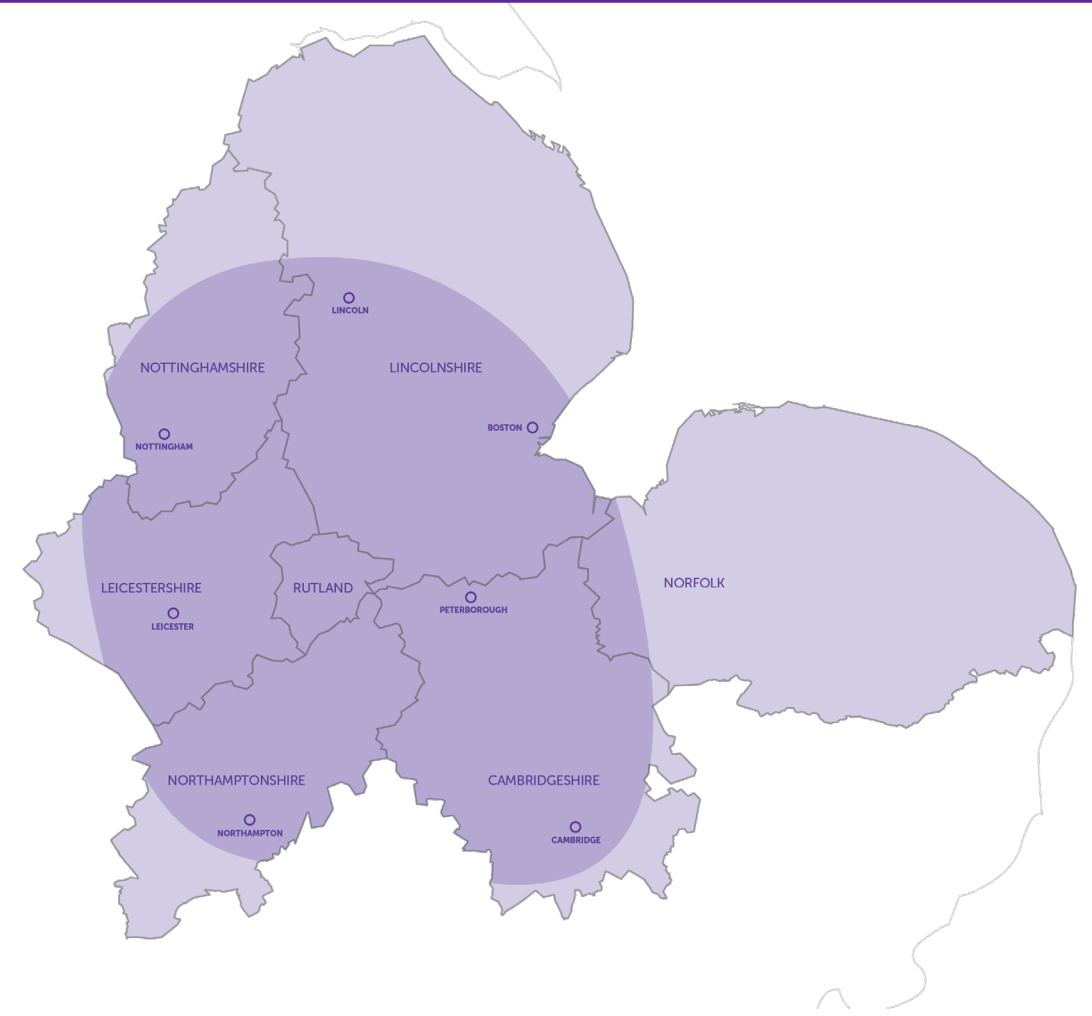 LINCOLN
NOTTINGHAMSHIRE
LINCOLNSHIRE
BOSTON
NOTTINGHAM
NORFOLK
LEICESTERSHIRE
RUTLAND
PETERBOROUGH
LEICESTER
NORTHAMPTONSHIRE
CAMBRIDGESHIRE
NORTHAMPTON
CAMBRIDGE